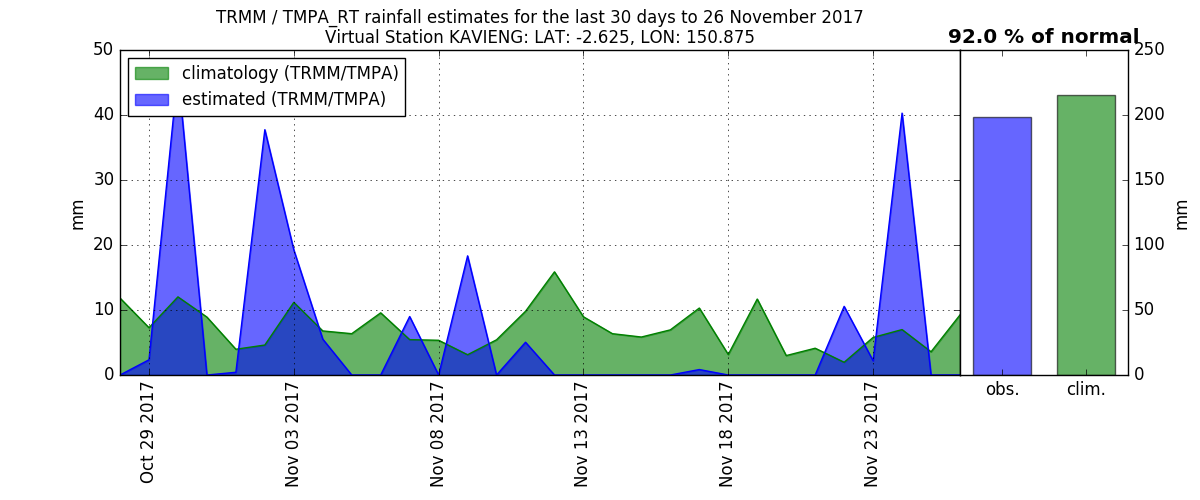 TRMM / TMPA_RT rainfall estimates for the last 30 days to 26 November 2017
Virtual Station KAVIENG: LAT: -2.625, LON: 150.875
92.0 % of normal
climatology (TRMM/TMPA)
estimated (TRMM/TMPA)
50
40
30
20
10
0
mm
Oct 29 2017
Nov 03 2017
Nov 08 2017
Nov 13 2017
Nov 18 2017
Nov 23 2017
250
200
150
100
50
0
mm
obs.
clim.